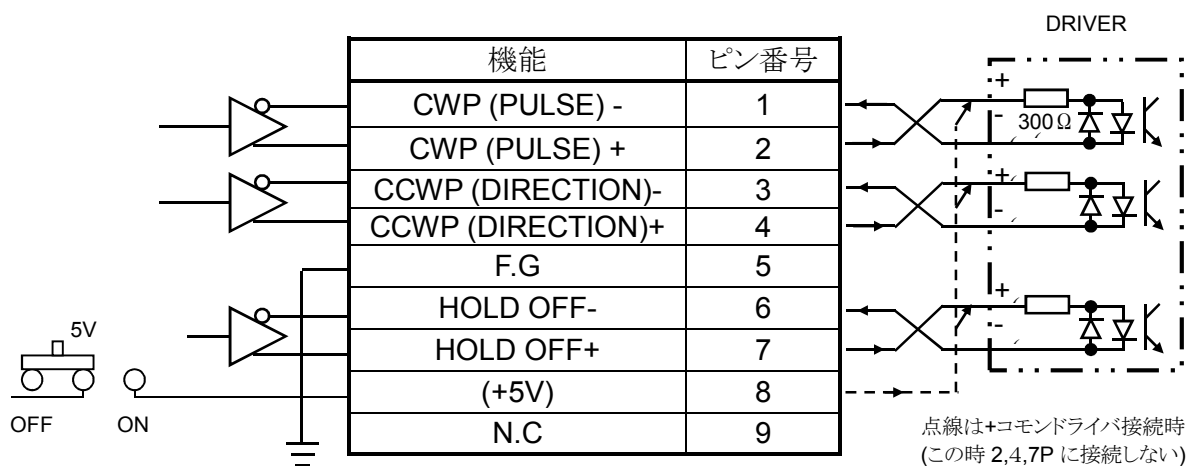 DRIVER
機能 ピン番号
CWP (PULSE) - 1
CWP (PULSE) + 2
CCWP (DIRECTION)- 3
CCWP (DIRECTION)+ 4
F.G 5
HOLD OFF- 6
HOLD OFF+ 7
(+5V) 8
N.C 9
+
-
300Ω
+
-
+
-
5V
OFF ON
点線は+コモンドライバ接続時
(この時 2,4,7P に接続しない)